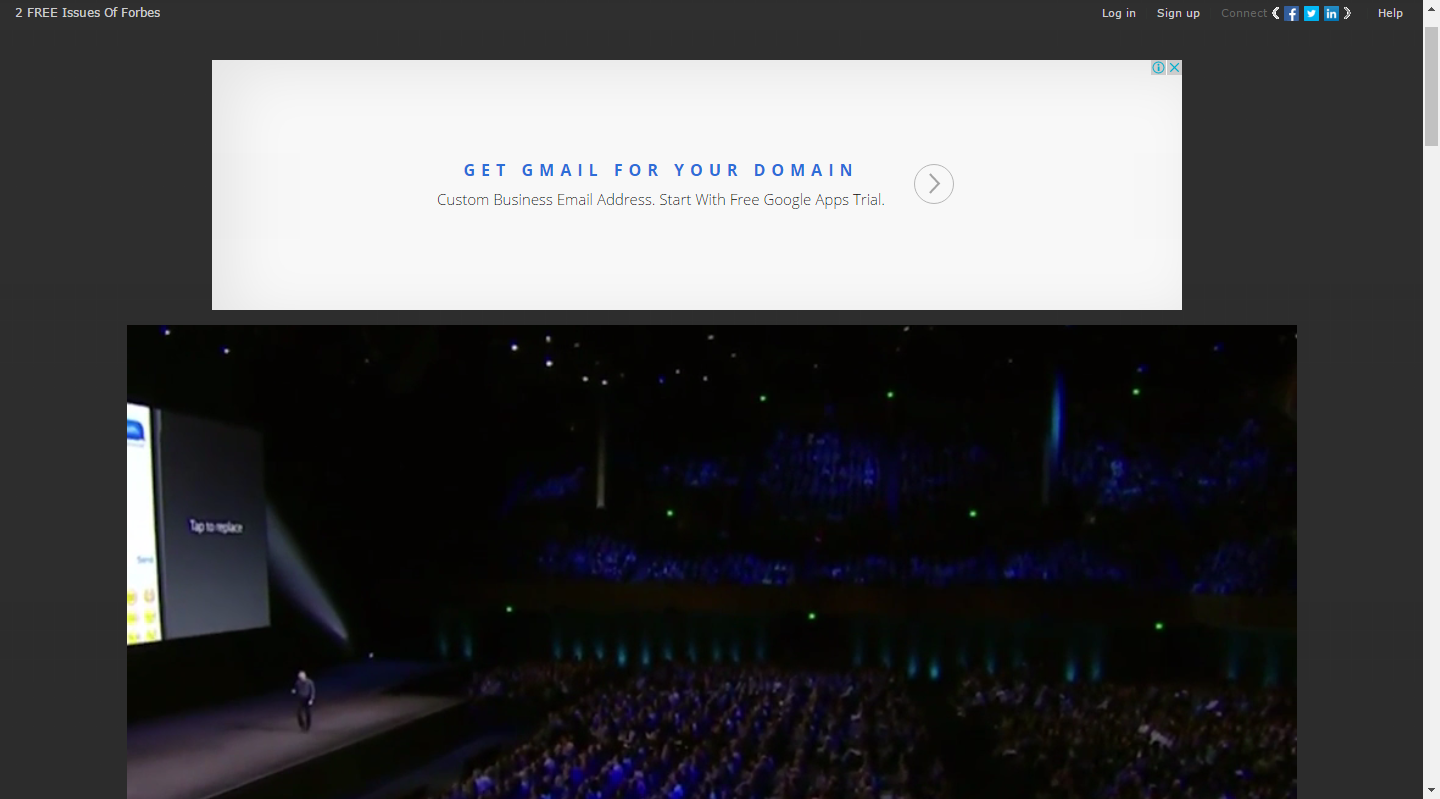 2 FREE Issues Of Forbes
Log in
Sign up
Connect
Help
GET GMAIL FOR YOUR DOMAIN
Custom Business Email Address. Start With Free Google Apps Trial.
Tap to replace
Send